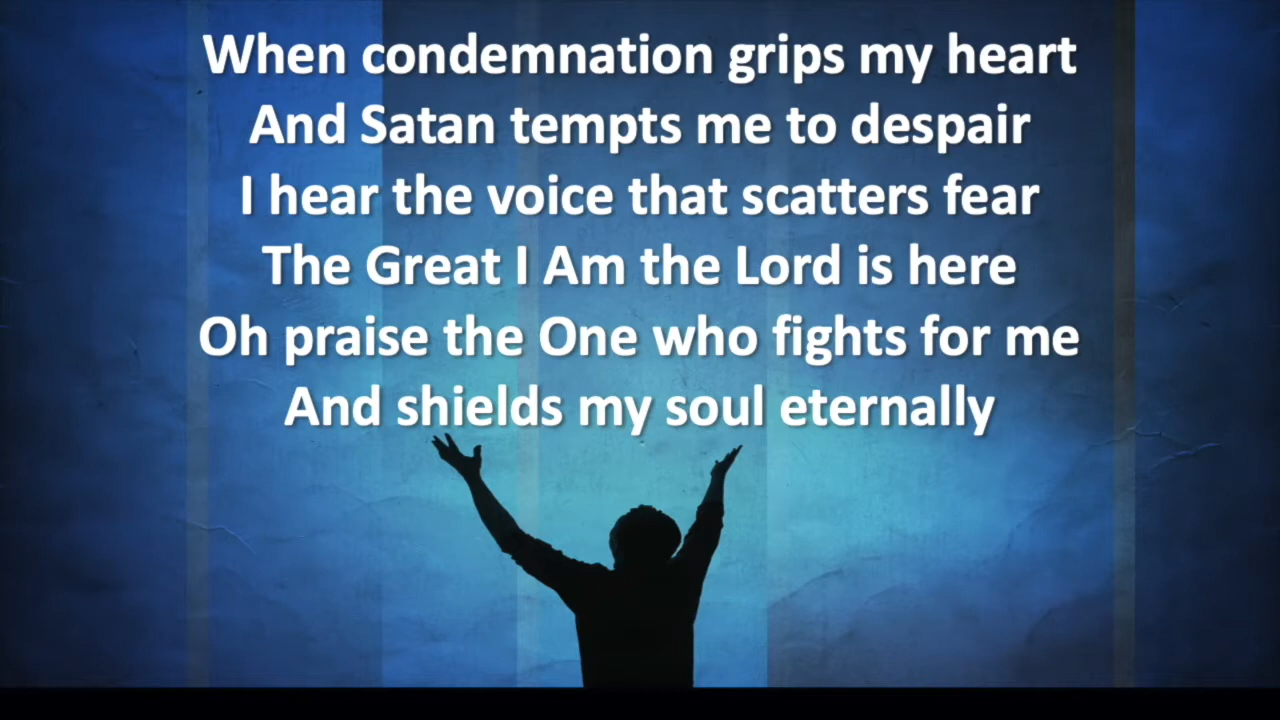 When condemnation grips my heart
And Satan tempts me to despair
I hear the voice that scatters fear
The Great I Am the Lord is here
Oh praise the One who fights for me
And shields my soul eternally